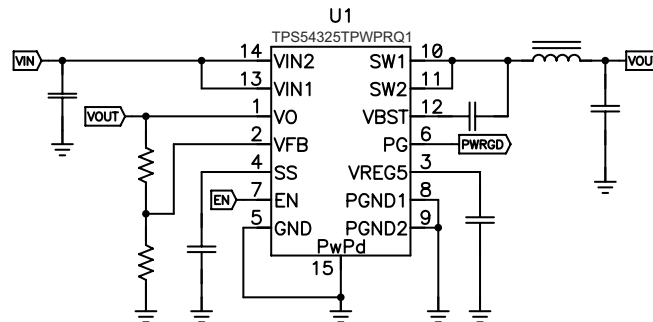 U1
TPS54325TPWPRQ1
VIN
14 VIN2 SW1 10
13 VIN1 SW2 11
VOUT 1 VO VBST 12
2 VFB PG 6 PWRGD
4 SS VREG5 3
EN 7 EN PGND1 8
5 GND PGND2 9
PwPd
15
VOU